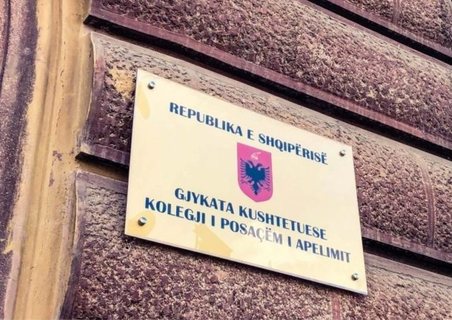 REPUBLIKA E SHQIPËRISË
GJYKATA KUSHTETUESE
KOLEGJI I POSAÇËM I APELIMIT